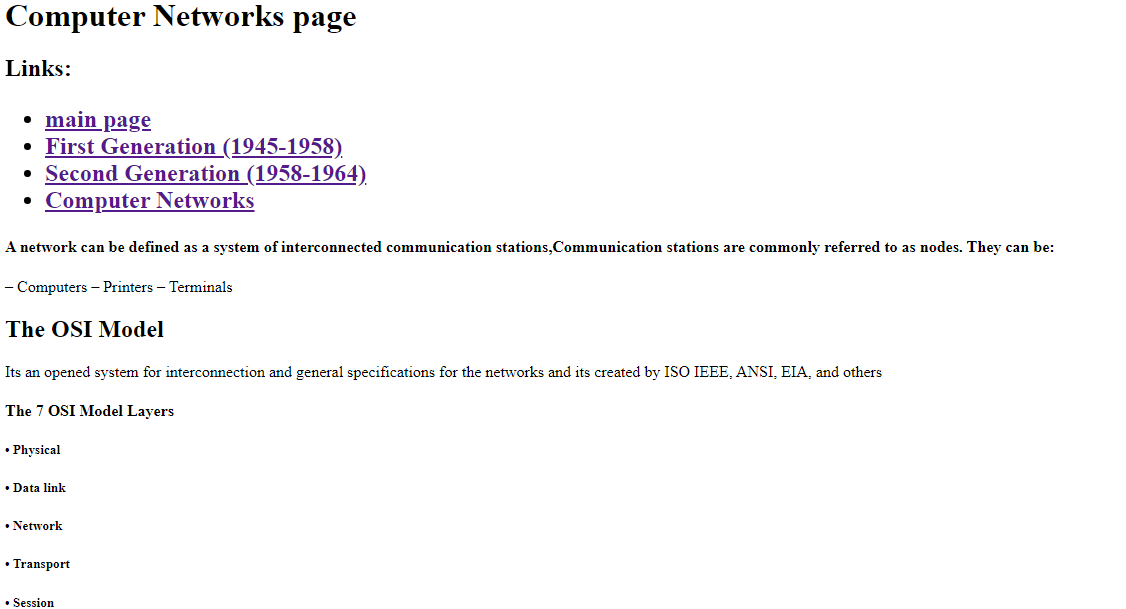 Computer Networks page
Links:
• main page
• First Generation (1945-1958)
• Second Generation (1958-1964)
• Computer Networks
A network can be defined as a system of interconnected communication stations,Communication stations are commonly referred to as nodes. They can be:
– Computers – Printers – Terminals
The OSI Model
Its an opened system for interconnection and general specifications for the networks and its created by ISO IEEE, ANSI, EIA, and others
The 7 OSI Model Layers
• Physical
• Data link
• Network
• Transport
• Session